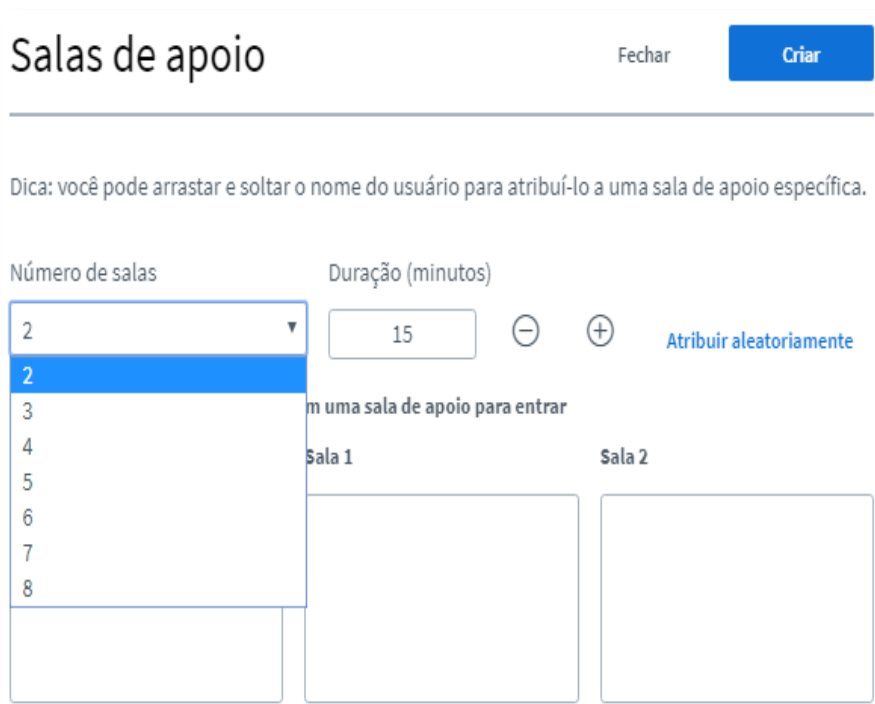 Salas de apoio
Fechar
Criar
Dica: você pode arrastar e soltar o nome do usuário para atribuí-lo a uma sala de apoio específica.
Número de salas
Duração (minutos)
2
15
Atribuir aleatoriamente
2
3
4
5
6
7
8
m uma sala de apoio para entrar
Sala 1
Sala 2